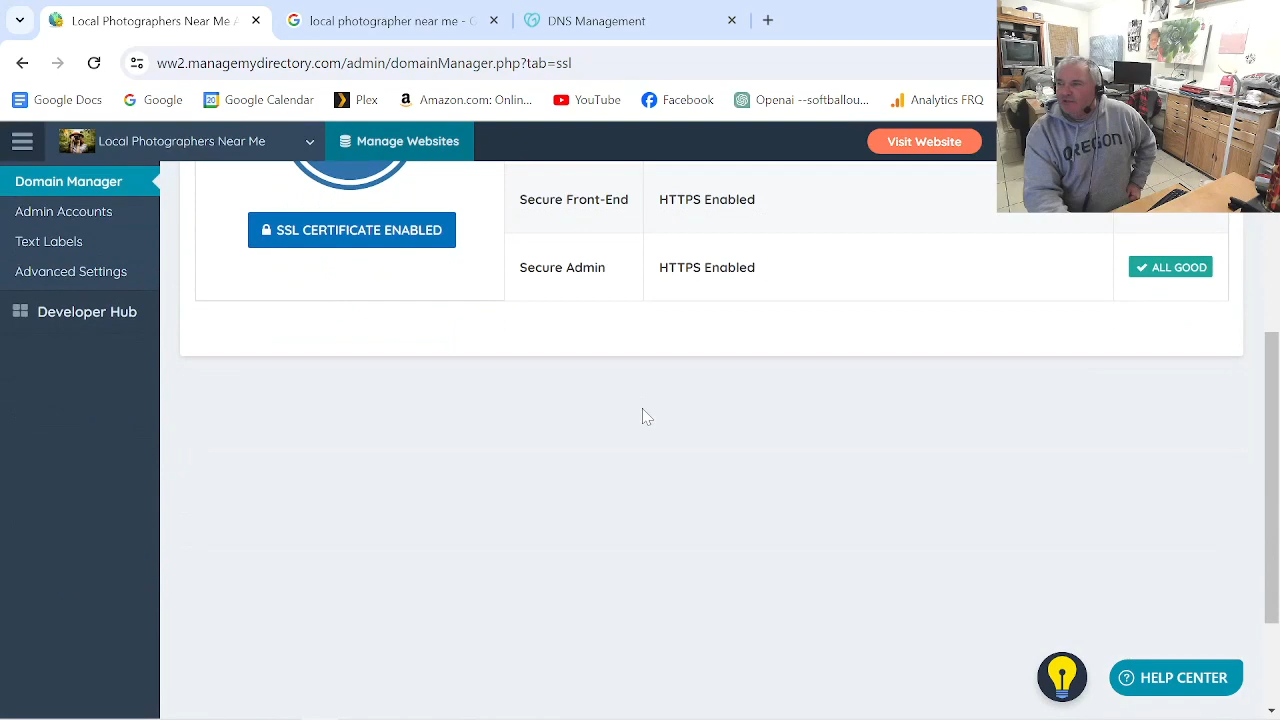 Local Photographers Near Me A
local photographer near me - G
DNS Management
ww2.managemydirectory.com/admin/domainManager.php?tab=ssl
Google Docs
Google
Google Calendar
PLEX
Amazon.com: Onlin...
YouTube
Facebook
Openai --softballou...
Analytics FRQ
Local Photographers Near Me
Manage Websites
Visit Website
OREGON
Domain Manager
Admin Accounts
Text Labels
Advanced Settings
Developer Hub
SSL CERTIFICATE ENABLED
Secure Front-End
HTTPS Enabled
Secure Admin
HTTPS Enabled
ALL GOOD
HELP CENTER